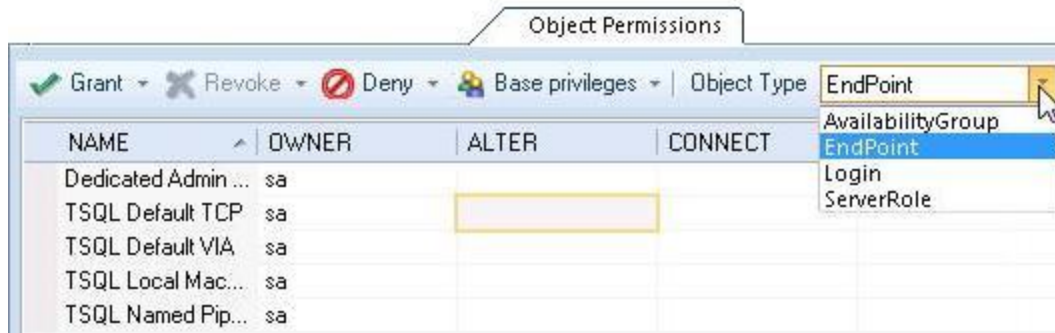 Object Permissions
Grant Revoke Deny Base privileges Object Type EndPoint
AvailabilityGroup
EndPoint
Login
ServerRole
NAME OWNER ALTER CONNECT
Dedicated Admin ... sa
TSQL Default TCP sa
TSQL Default VIA sa
TSQL Local Mac... sa
TSQL Named Pip... sa